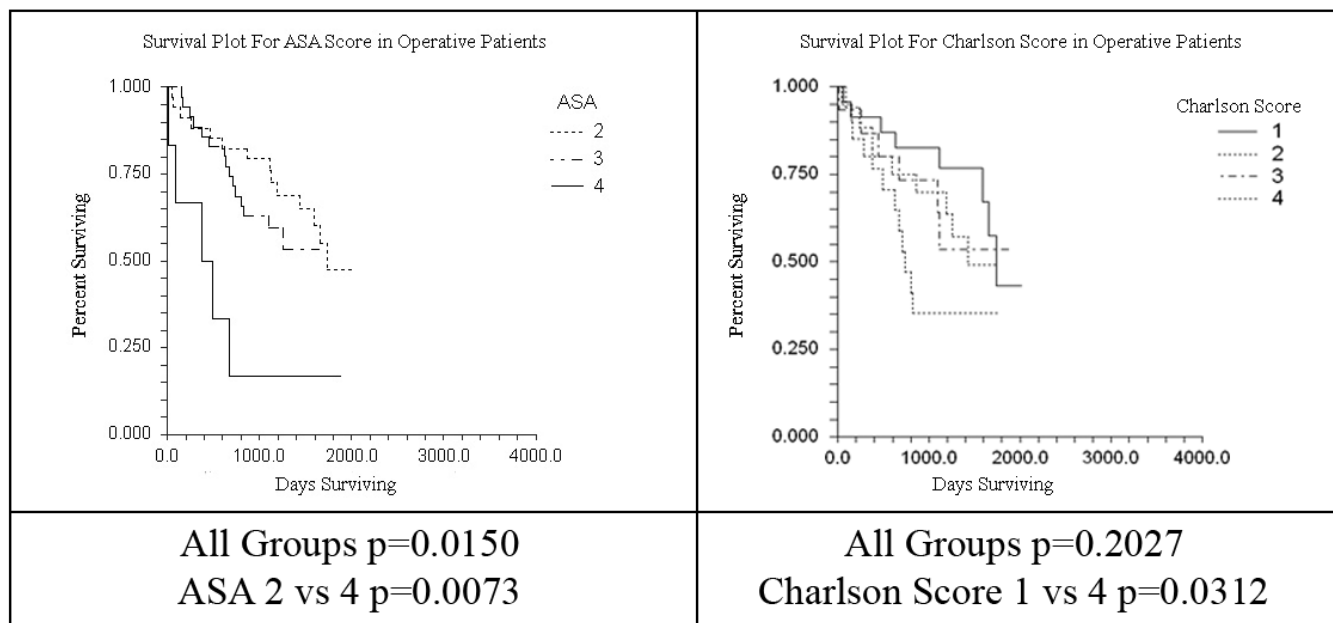 Survival Plot For ASA Score in Operative Patients
1.000
0.750
0.500
0.250
0.000
Percent Surviving
0.0 1000.0 2000.0 3000.0 4000.0
Days Surviving
ASA
2
3
4
Survival Plot For Charlson Score in Operative Patients
1.000
0.750
0.500
0.250
0.000
Percent Surviving
0.0 1000.0 2000.0 3000.0 4000.0
Days Surviving
Charlson Score
1
2
3
4
All Groups p=0.0150
ASA 2 vs 4 p=0.0073
All Groups p=0.2027
Charlson Score 1 vs 4 p=0.0312